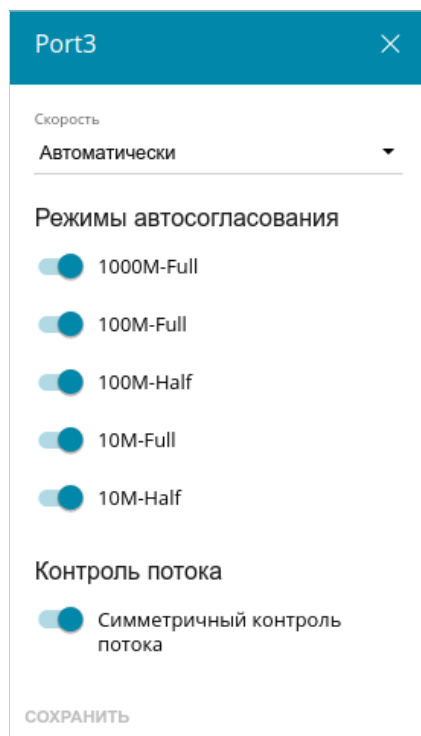 Port3
Скорость
Автоматически
Режимы автосогласования
1000M-Full
100M-Full
100M-Half
10M-Full
10M-Half
Контроль потока
Симметричный контроль
потока
СОХРАНИТЬ